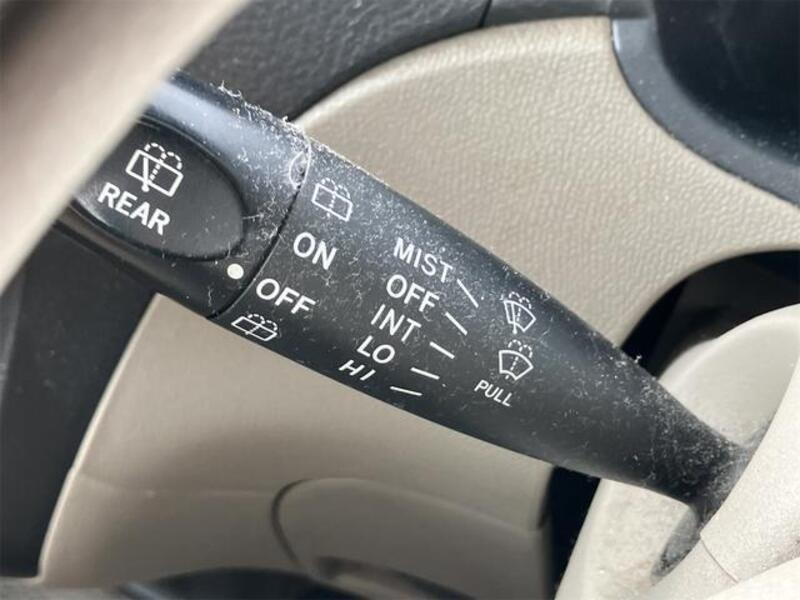 REAR
ON
OFF
MIST
OFF
INT
LO
HI
PULL